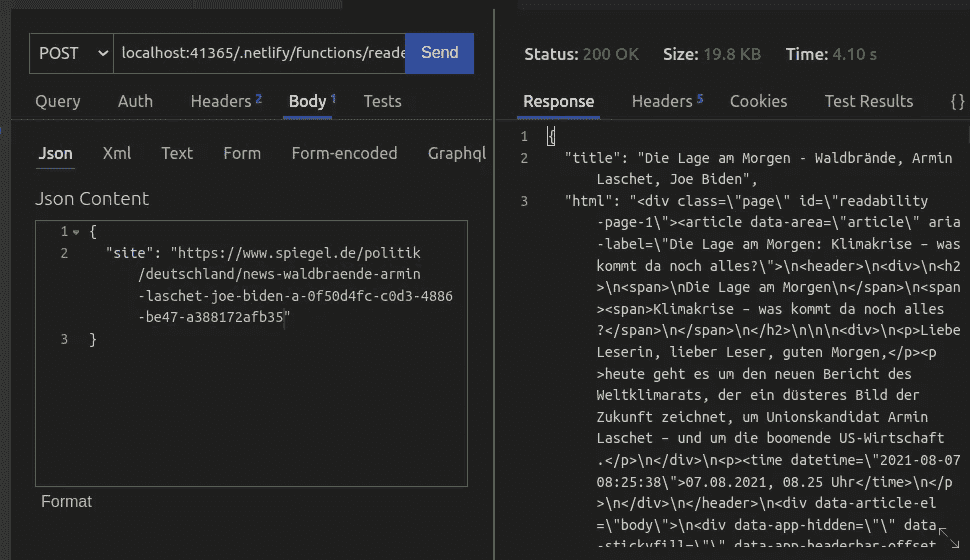 POST localhost:41365/.netlify/functions/reade Send
Query Auth Headers 2 Body 1 Tests
Json Xml Text Form Form-encoded Graphql
Json Content
1 {
2 "site": "https://www.spiegel.de/politik
/deutschland/news-waldbraende-armin
-laschet-joe-biden-a-0f50d4fc-c0d3-4886
-be47-a388172afb35"
3 }
Format
Status: 200 OK Size: 19.8 KB Time: 4.10 s
Response Headers 5 Cookies Test Results {}
1 {
2 "title": "Die Lage am Morgen - Waldbrände, Armin
Laschet, Joe Biden",
3 "html": "<div class=\"page\" id=\"readability
-page-1\"><article data-area=\"article\" aria
-label=\"Die Lage am Morgen: Klimakrise – was
kommt da noch alles?\">\n<header>\n<div>\n<h2
>\n<span>\nDie Lage am Morgen\n</span>\n<span
><span>Klimakrise – was kommt da noch alles
?</span>\n</span>\n</h2>\n\n\n<div>\n<p>Liebe
Leserin, lieber Leser, guten Morgen,</p><p
>heute geht es um den neuen Bericht des
Weltklimarats, der ein düsteres Bild der
Zukunft zeichnet, um Unionskandidat Armin
Laschet – und um die boomende US-Wirtschaft
.</p>\n</div>\n<p><time datetime=\"2021-08-07
08:25:38\">07.08.2021, 08.25 Uhr</time>\n</p
>\n</div>\n</header>\n<div data-article-el
=\"body\">\n<div data-app-hidden=\"\" data
-stickyfill=\"\" data-app-headerbar-offset